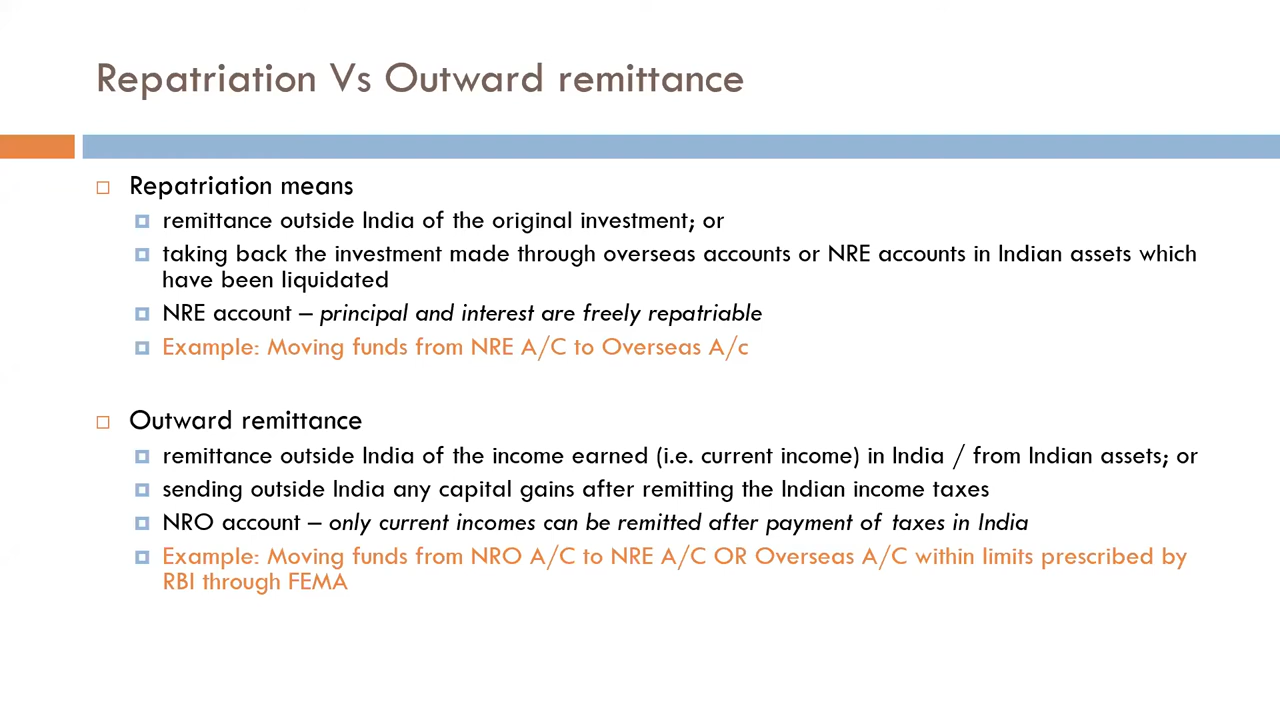 Repatriation Vs Outward remittance
Repatriation means
remittance outside India of the original investment; or
taking back the investment made through overseas accounts or NRE accounts in Indian assets which
have been liquidated
NRE account – principal and interest are freely repatriable
Example: Moving funds from NRE A/C to Overseas A/c
Outward remittance
remittance outside India of the income earned (i.e. current income) in India / from Indian assets; or
sending outside India any capital gains after remitting the Indian income taxes
NRO account – only current incomes can be remitted after payment of taxes in India
Example: Moving funds from NRO A/C to NRE A/C OR Overseas A/C within limits prescribed by
RBI through FEMA